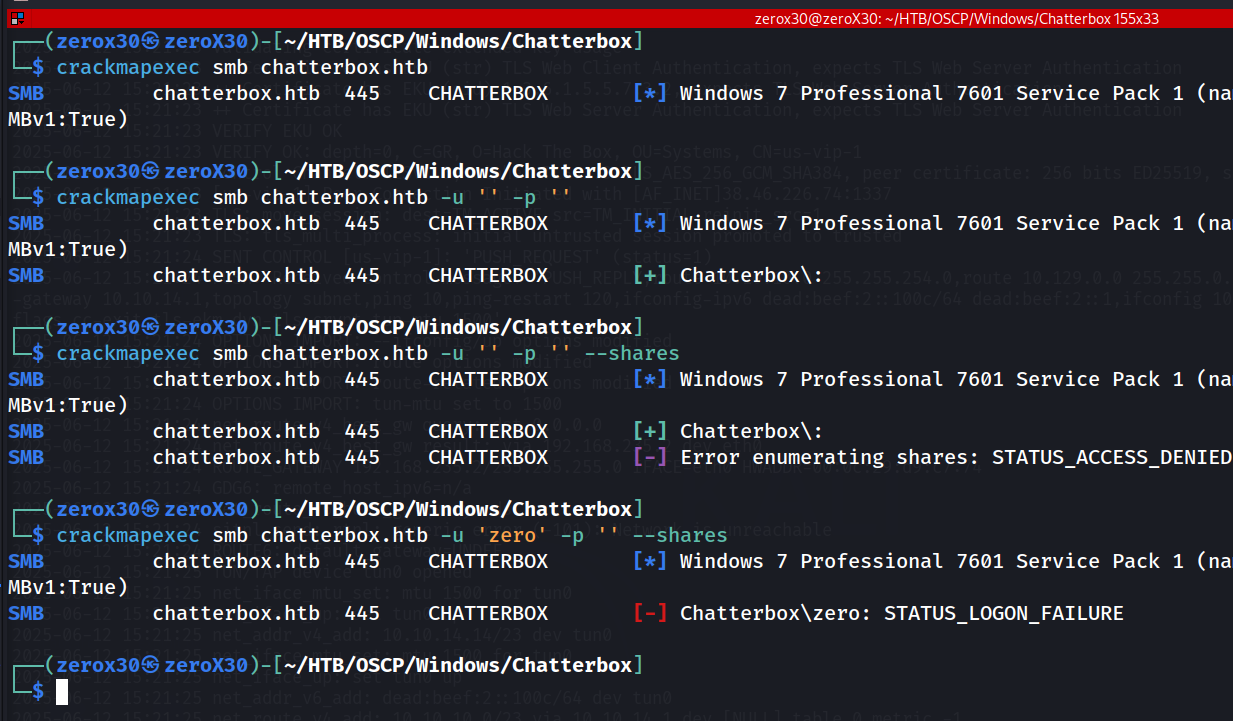 zerox30@zeroX30: ~/HTB/OSCP/Windows/Chatterbox 155x33
┌──(zerox30㉿zeroX30)-[~/HTB/OSCP/Windows/Chatterbox]
└─$ crackmapexec smb chatterbox.htb
SMB chatterbox.htb 445 CHATTERBOX [*] Windows 7 Professional 7601 Service Pack 1 (na
MBv1:True)
┌──(zerox30㉿zeroX30)-[~/HTB/OSCP/Windows/Chatterbox]
└─$ crackmapexec smb chatterbox.htb -u '' -p ''
SMB chatterbox.htb 445 CHATTERBOX [*] Windows 7 Professional 7601 Service Pack 1 (na
MBv1:True)
SMB chatterbox.htb 445 CHATTERBOX [+] Chatterbox\:
┌──(zerox30㉿zeroX30)-[~/HTB/OSCP/Windows/Chatterbox]
└─$ crackmapexec smb chatterbox.htb -u '' -p '' --shares
SMB chatterbox.htb 445 CHATTERBOX [*] Windows 7 Professional 7601 Service Pack 1 (na
MBv1:True)
SMB chatterbox.htb 445 CHATTERBOX [+] Chatterbox\:
SMB chatterbox.htb 445 CHATTERBOX [-] Error enumerating shares: STATUS_ACCESS_DENIED
┌──(zerox30㉿zeroX30)-[~/HTB/OSCP/Windows/Chatterbox]
└─$ crackmapexec smb chatterbox.htb -u 'zero' -p '' --shares
SMB chatterbox.htb 445 CHATTERBOX [*] Windows 7 Professional 7601 Service Pack 1 (na
MBv1:True)
SMB chatterbox.htb 445 CHATTERBOX [-] Chatterbox\zero: STATUS_LOGON_FAILURE
┌──(zerox30㉿zeroX30)-[~/HTB/OSCP/Windows/Chatterbox]
└─$